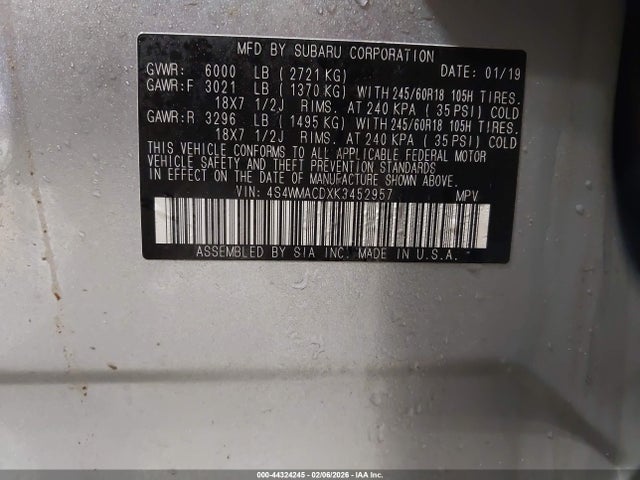 MFD BY SUBARU CORPORATION
GVWR: 6000 LB ( 2721 KG) DATE: 01/19
GAWR:F 3021 LB ( 1370 KG) WITH 245/60R18 105H TIRES.
18X7 1/2J RIMS. AT 240 KPA ( 35 PSI) COLD
GAWR:R 3296 LB ( 1495 KG) WITH 245/60R18 105H TIRES.
18X7 1/2J RIMS. AT 240 KPA ( 35 PSI) COLD
THIS VEHICLE CONFORMS TO ALL APPLICABLE FEDERAL MOTOR
VEHICLE SAFETY AND THEFT PREVENTION STANDARDS
IN EFFECT ON THE DATE OF MANUFACTURE SHOWN ABOVE.
VIN: 4S4WMACDXK3452957 MPV
ASSEMBLED BY SIA INC. MADE IN U.S.A.
000-44324245 - 02/06/2026 - IAA Inc.